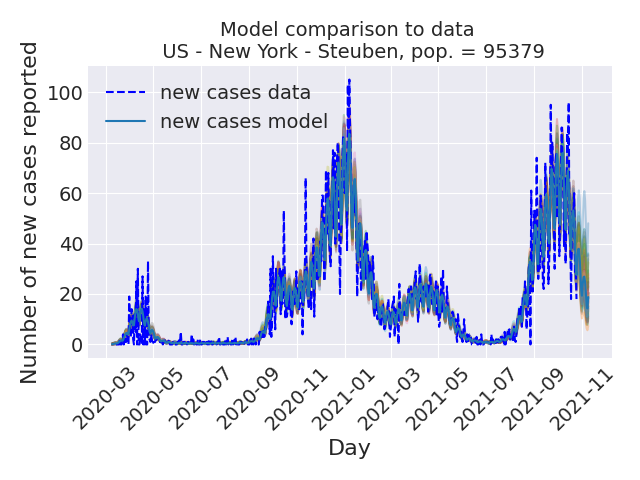 Model comparison to data
US - New York - Steuben, pop. = 95379
Number of new cases reported
100
80
60
40
20
0
new cases data
new cases model
2020-03
2020-05
2020-07
2020-09
2020-11
2021-01
2021-03
2021-05
2021-07
2021-09
2021-11
Day